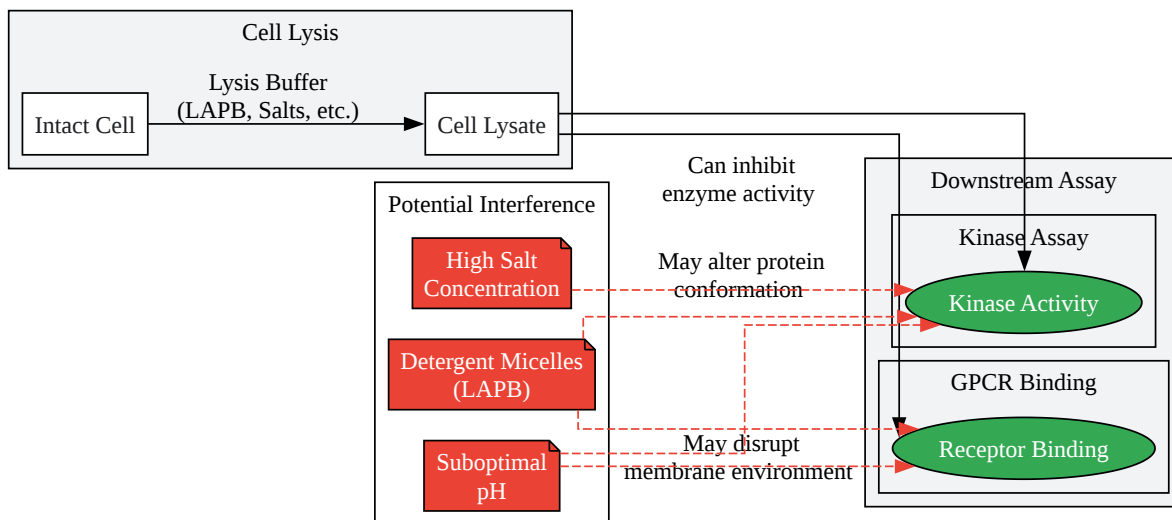 Cell Lysis
Lysis Buffer
(LAPB, Salts, etc.)
Intact Cell
Cell Lysate
Can inhibit
enzyme activity
Downstream Assay
Potential Interference
Kinase Assay
High Salt
Concentration
May alter protein
conformation
Kinase Activity
Detergent Micelles
(LAPB)
GPCR Binding
May disrupt
membrane environment
Receptor Binding
Suboptimal
pH